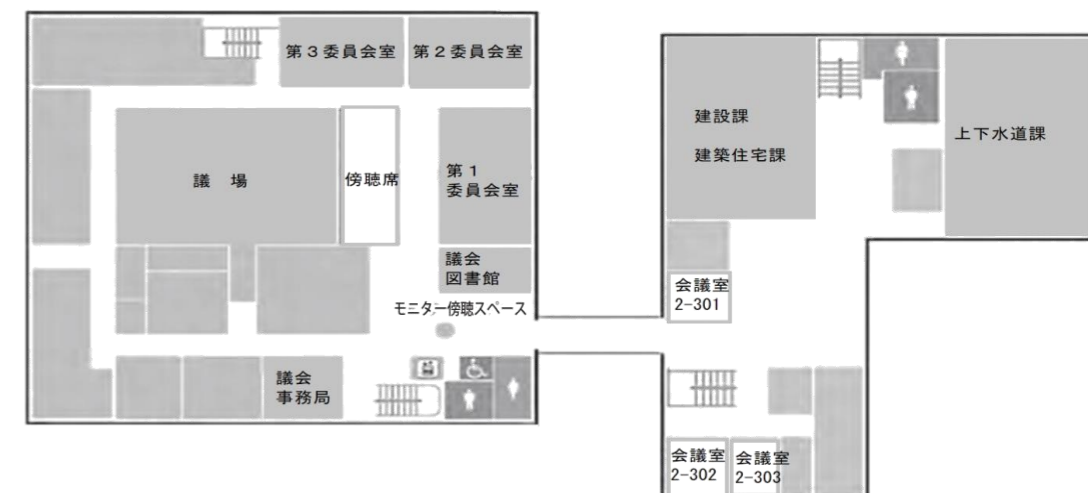 第３委員会室
第２委員会室
議　場
傍聴席
第１
委員会室
議会
図書館
モニター傍聴スペース
議会
事務局
建設課
建築住宅課
上下水道課
会議室
2-301
会議室
2-302
会議室
2-303